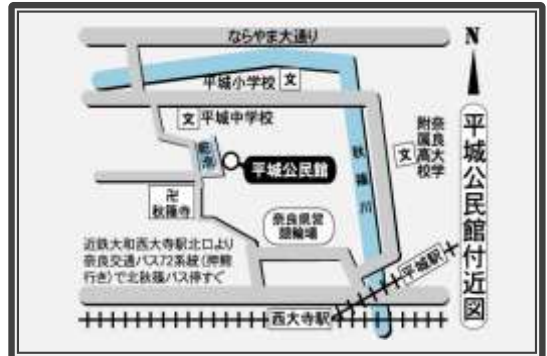 ならやま大通り
N
平城小学校 文
文 平城中学校
奈良大学
附属高校
文
平城公民館
秋篠川
卍
秋篠寺
奈良県営
競輪場
近鉄大和西大寺駅北口より
奈良交通バス72系統(押熊
行き)で北秋篠バス停すぐ
平城駅
西大寺駅
平城公民館付近図